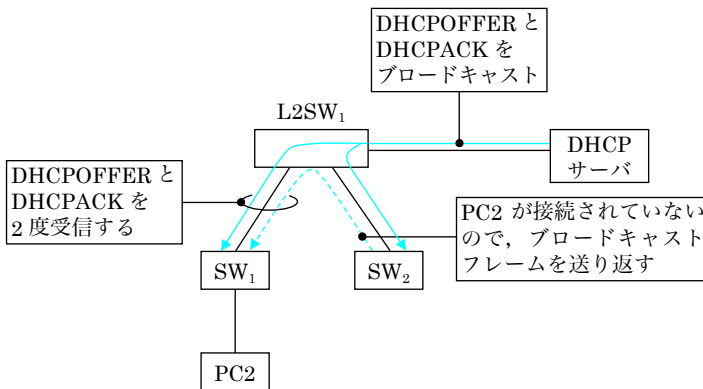 DHCPOFFER と
DHCPACK を
ブロードキャスト
L2SW₁
DHCP
サーバ
DHCPOFFER と
DHCPACK を
2 度受信する
PC2 が接続されていない
ので，ブロードキャスト
フレームを送り返す
SW₁
SW₂
PC2